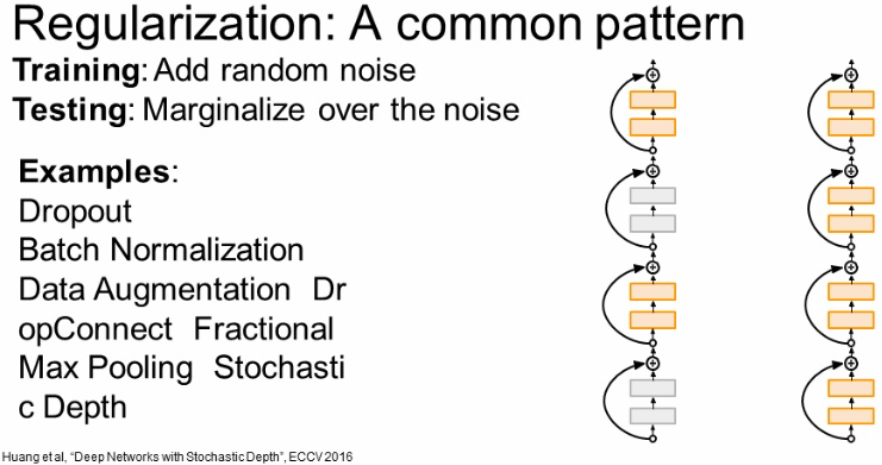 Regularization: A common pattern
Training: Add random noise
Testing: Marginalize over the noise
Examples:
Dropout
Batch Normalization
Data Augmentation Dr
opConnect Fractional
Max Pooling Stochasti
c Depth
Huang et al, “Deep Networks with Stochastic Depth”, ECCV 2016